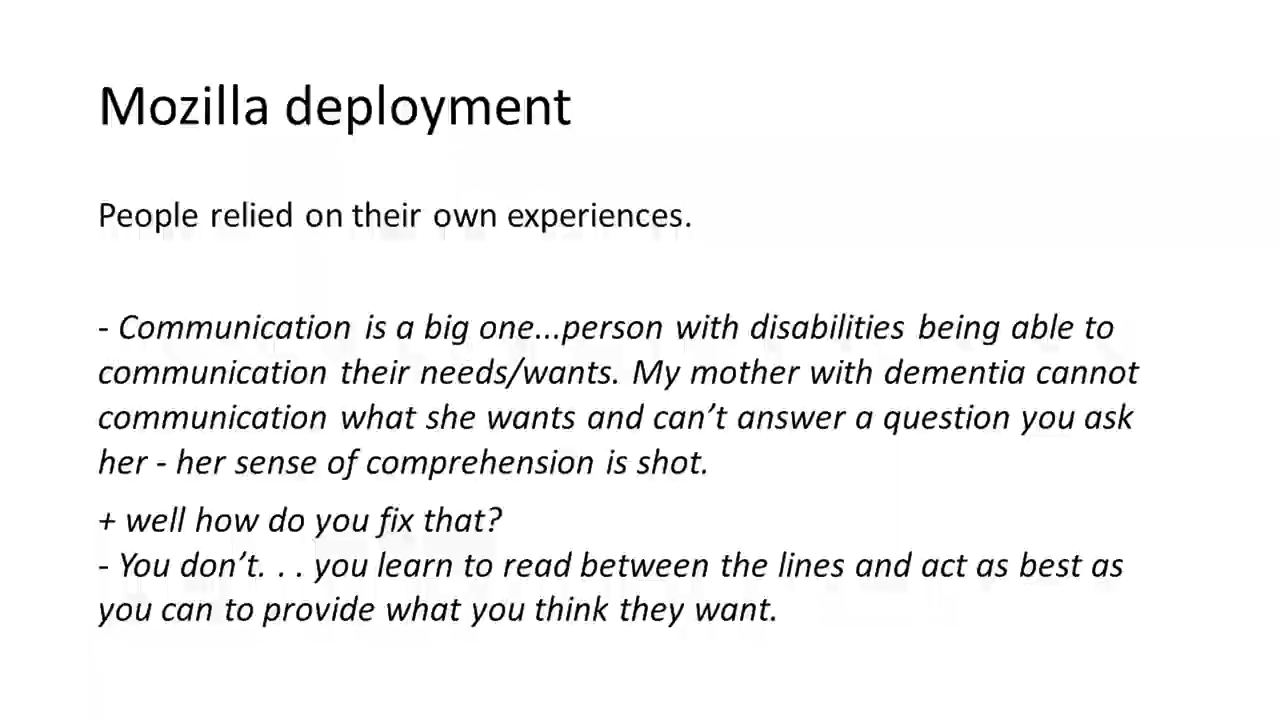 Mozilla deployment
People relied on their own experiences.
- Communication is a big one...person with disabilities being able to
communication their needs/wants. My mother with dementia cannot
communication what she wants and can’t answer a question you ask
her - her sense of comprehension is shot.
+ well how do you fix that?
- You don’t. . . you learn to read between the lines and act as best as
you can to provide what you think they want.